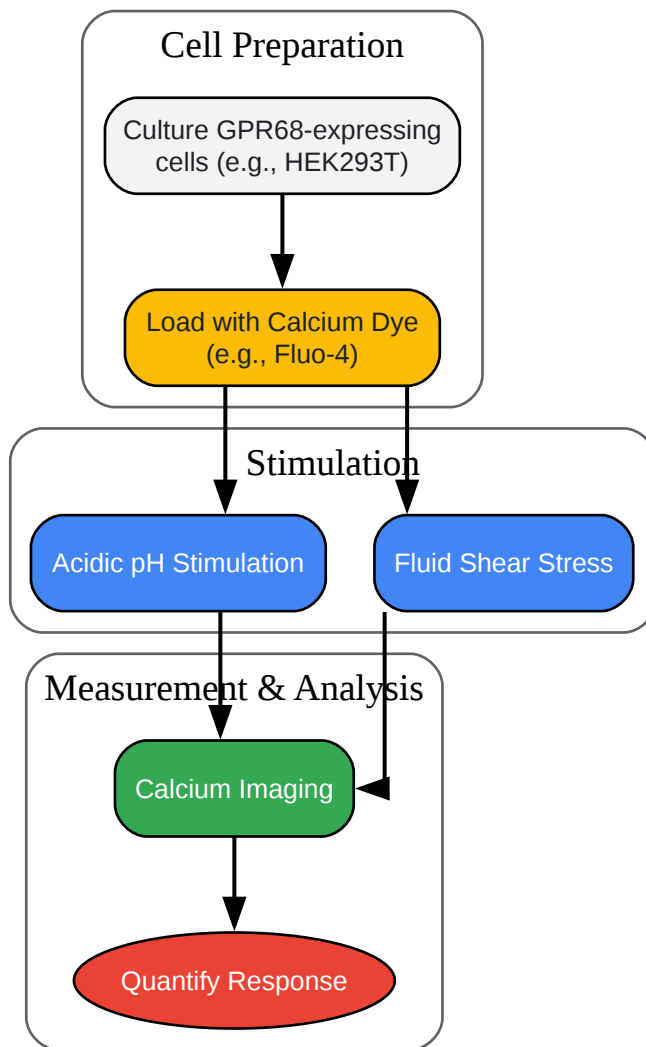 Cell Preparation
Culture GPR68-expressing
cells (e.g., HEK293T)
Load with Calcium Dye
(e.g., Fluo-4)
Stimulation
Acidic pH Stimulation
Fluid Shear Stress
Measurement & Analysis
Calcium Imaging
Quantify Response